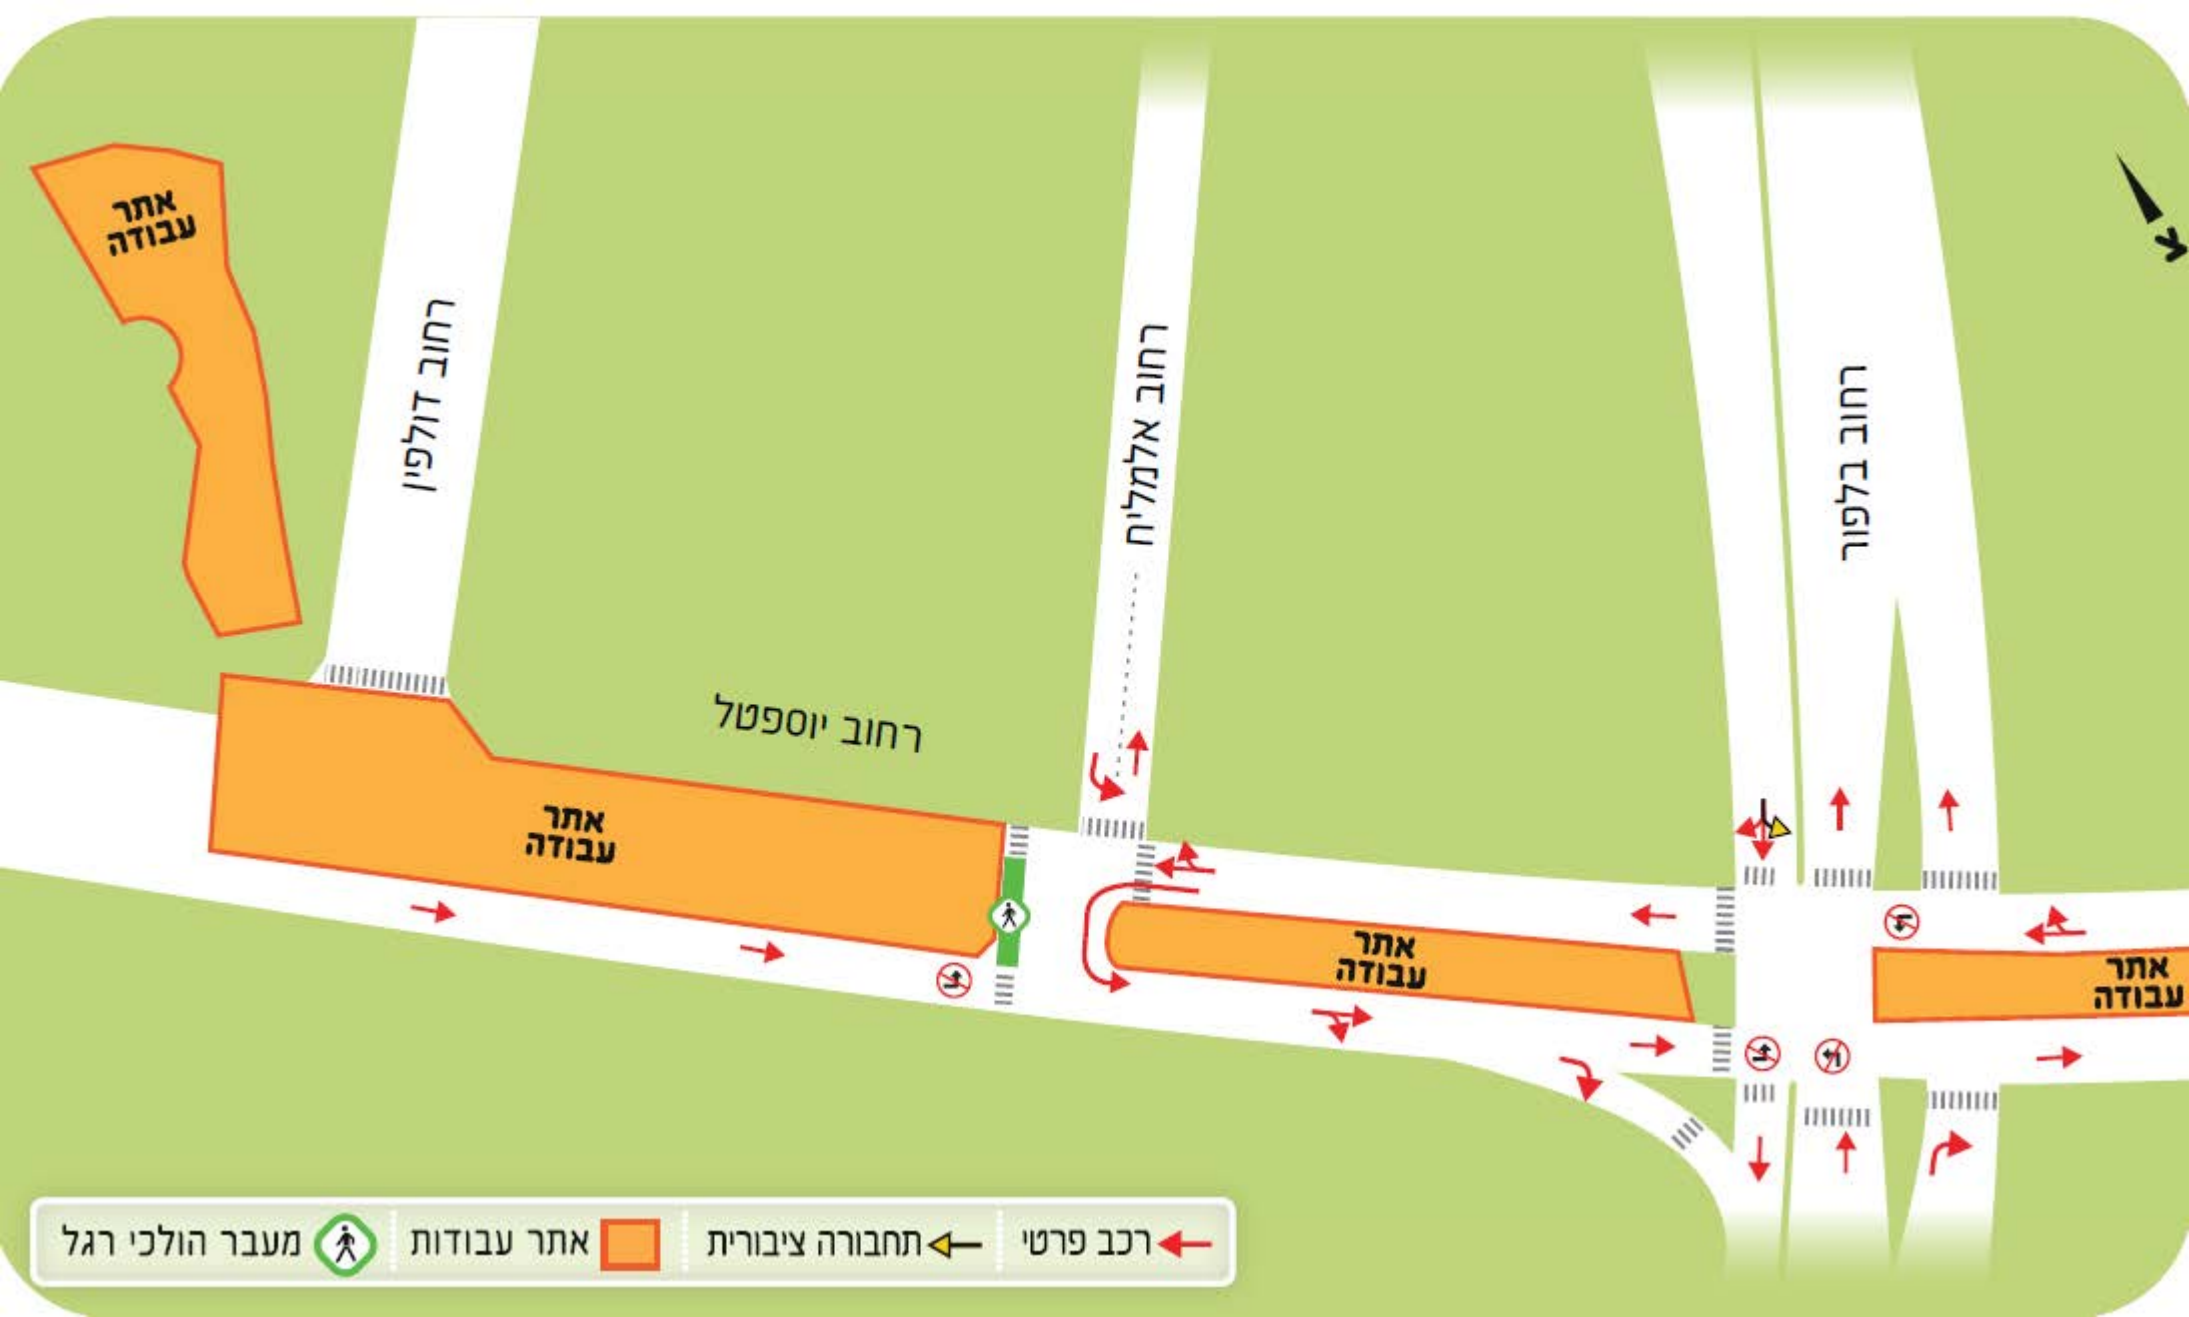 אתר
עבודה
רחוב דולפין
רחוב אלמליח
רחוב בלפור
רחוב יוספטל
אתר
עבודה
אתר
עבודה
אתר
עבודה
רכב פרטי
תחבורה ציבורית
אתר עבודות
מעבר הולכי רגל